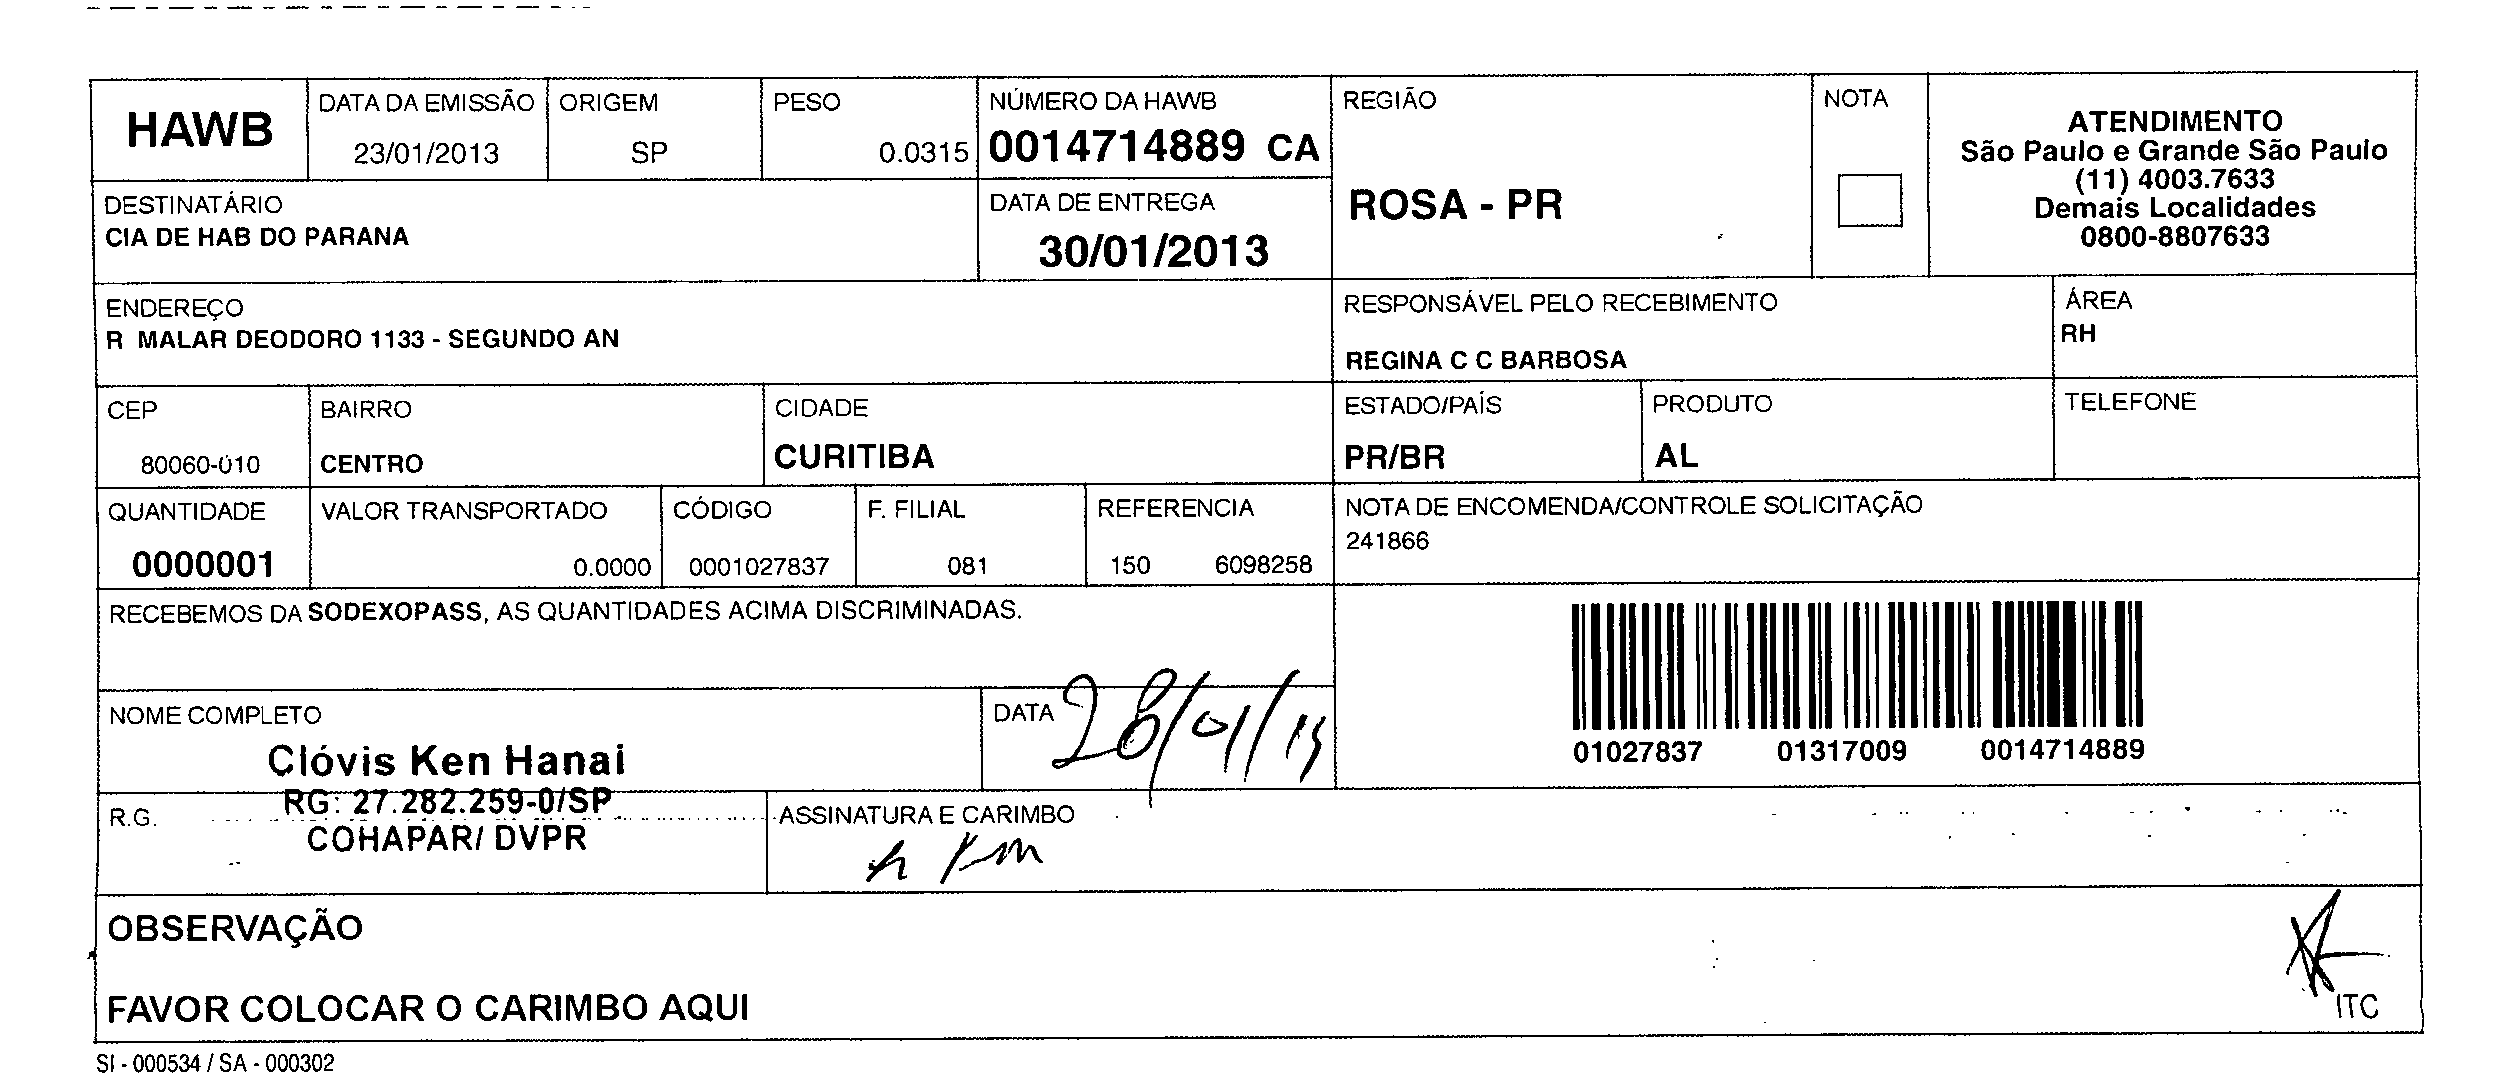 HAWB
DATA DA EMISSÃO
23/01/2013
ORIGEM
SP
PESO
0.0315
NÚMERO DA HAWB
0014714889 CA
REGIÃO
ROSA - PR
NOTA
ATENDIMENTO
São Paulo e Grande São Paulo
(11) 4003.7633
Demais Localidades
0800-8807633
DESTINATÁRIO
CIA DE HAB DO PARANA
DATA DE ENTREGA
30/01/2013
ENDEREÇO
R MALAR DEODORO 1133 - SEGUNDO AN
RESPONSÁVEL PELO RECEBIMENTO
REGINA C C BARBOSA
ÁREA
RH
CEP
80060-010
BAIRRO
CENTRO
CIDADE
CURITIBA
ESTADO/PAÍS
PR/BR
PRODUTO
AL
TELEFONE
QUANTIDADE
0000001
VALOR TRANSPORTADO
0.0000
CÓDIGO
0001027837
F. FILIAL
081
REFERENCIA
150 6098258
NOTA DE ENCOMENDA/CONTROLE SOLICITAÇÃO
241866
RECEBEMOS DA SODEXOPASS, AS QUANTIDADES ACIMA DISCRIMINADAS.
01027837 01317009 0014714889
NOME COMPLETO
Clóvis Ken Hanai
DATA
28/01/13
R.G.
RG: 27.282.259-0/SP
COHAPAR/ DVPR
ASSINATURA E CARIMBO
OBSERVAÇÃO
FAVOR COLOCAR O CARIMBO AQUI
ITC
SI - 000534 / SA - 000302